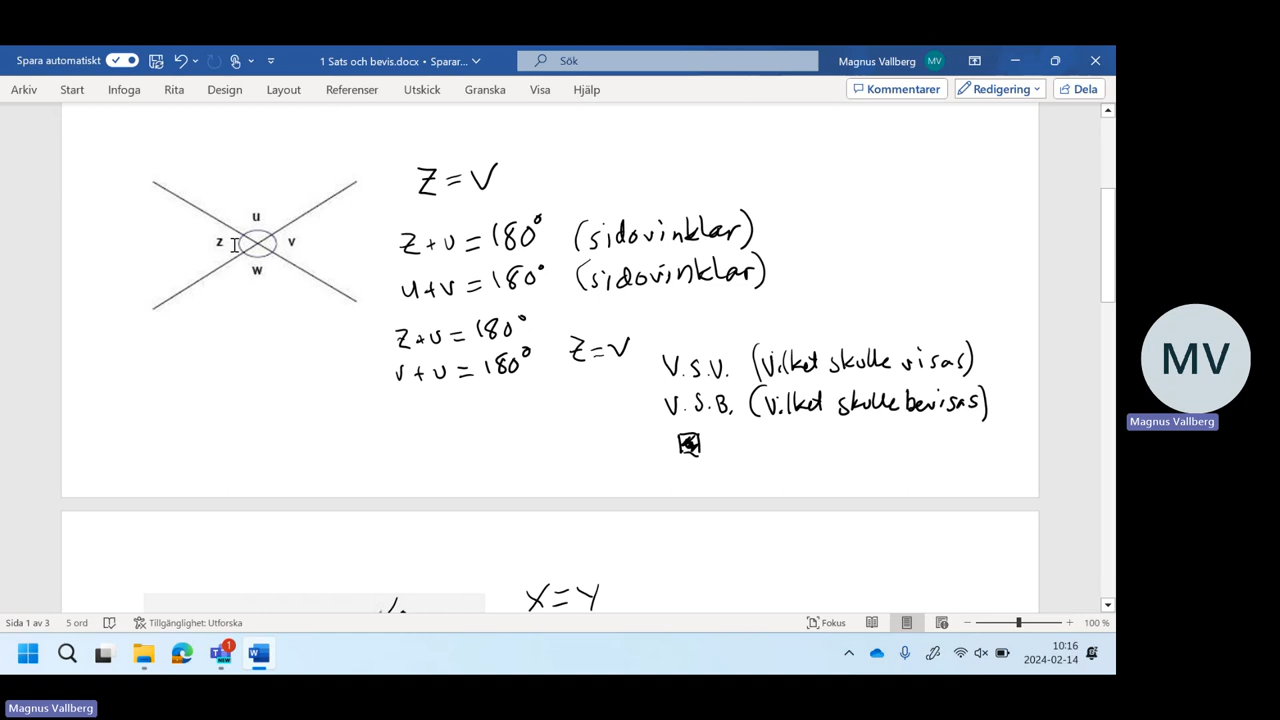 Spara automatiskt
1 Sats och bevis.docx • Sparar...
Sök
Magnus Vallberg
MV
Arkiv Start Infoga Rita Design Layout Referenser Utskick Granska Visa Hjälp
Kommentarer
Redigering
Dela
u
z
v
w
Z = V
Z + U = 180° (sidovinklar)
U + V = 180° (sidovinklar)
Z + U = 180°
V + U = 180°
Z = V
V.S.V. (Vilket skulle visas)
V.S.B. (Vilket skulle bevisas)
X = Y
MV
Magnus Vallberg
Sida 1 av 3
5 ord
Tillgänglighet: Utforska
Fokus
100 %
1
NEW
W
10:16
2024-02-14
Magnus Vallberg